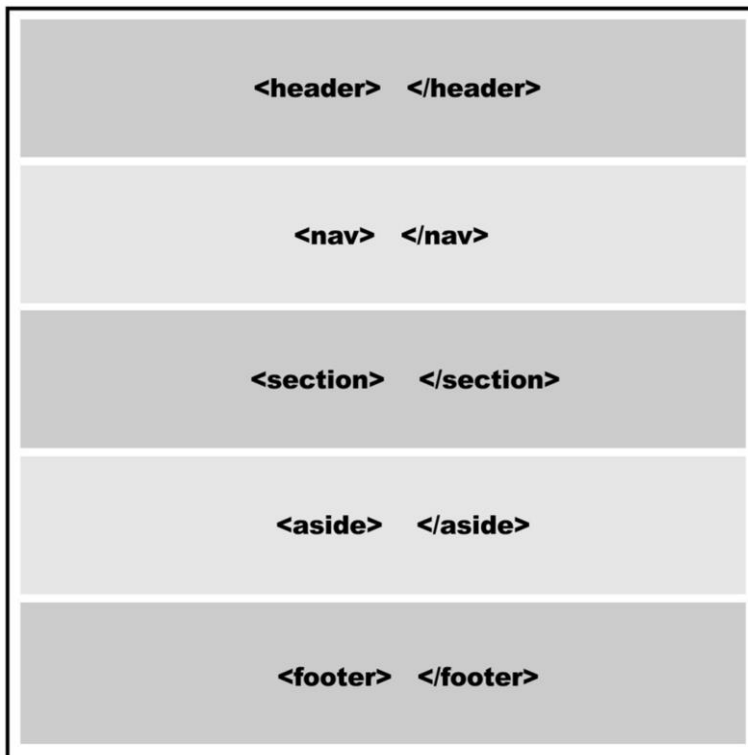 <header> </header>
<nav> </nav>
<section> </section>
<aside> </aside>
<footer> </footer>